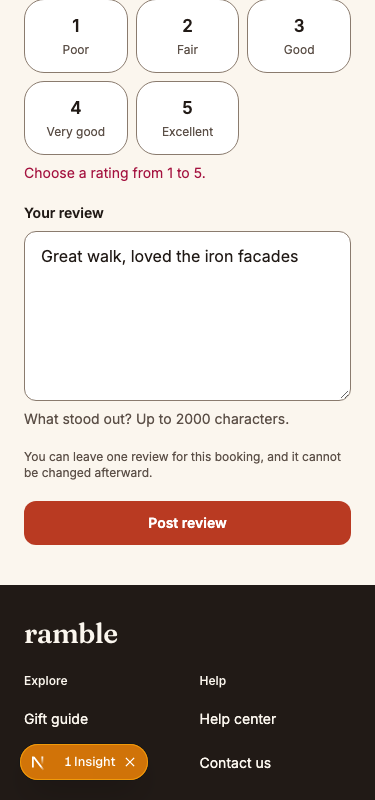 1 2 3
Poor Fair Good
4 5
Very good Excellent
Choose a rating from 1 to 5.
Your review
Great walk, loved the iron facades
What stood out? Up to 2000 characters.
You can leave one review for this booking, and it cannot
be changed afterward.
Post review
ramble
Explore Help
Gift guide Help center
1 Insight
Contact us